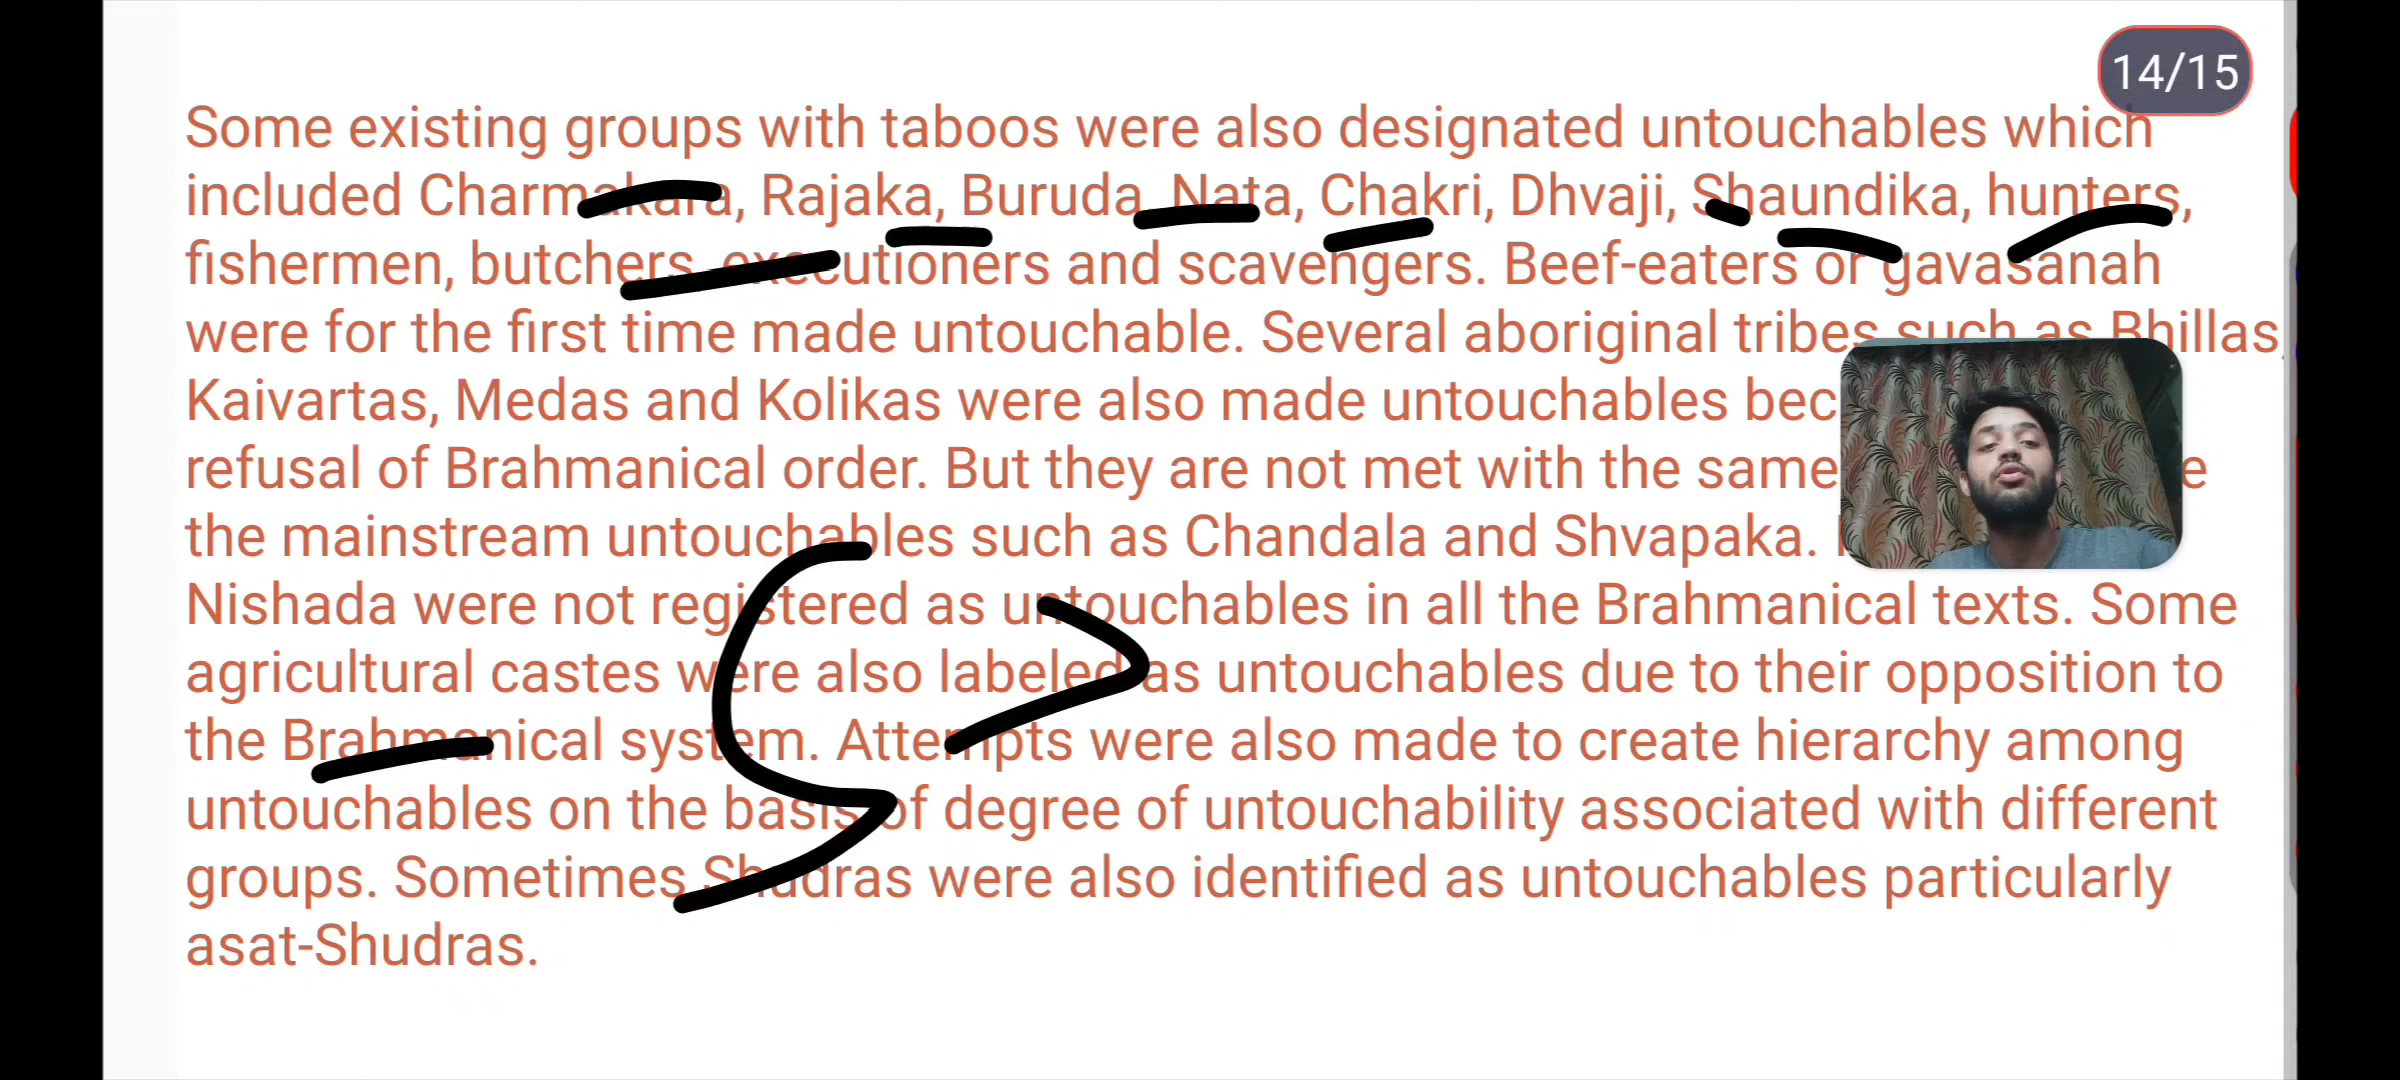 14/15
Some existing groups with taboos were also designated untouchables which
included Charmakara, Rajaka, Buruda, Nata, Chakri, Dhvaji, Shaundika, hunters,
fishermen, butchers, executioners and scavengers. Beef-eaters or gavasanah
were for the first time made untouchable. Several aboriginal tribes such as Bhillas,
Kaivartas, Medas and Kolikas were also made untouchables
refusal of Brahmanical order. But they are not met with the same
the mainstream untouchables such as Chandala and Shvapaka.
Nishada were not registered as untouchables in all the Brahmanical texts. Some
agricultural castes were also labeled as untouchables due to their opposition to
the Brahmanical system. Attempts were also made to create hierarchy among
untouchables on the basis of degree of untouchability associated with different
groups. Sometimes Shudras were also identified as untouchables particularly
asat-Shudras.